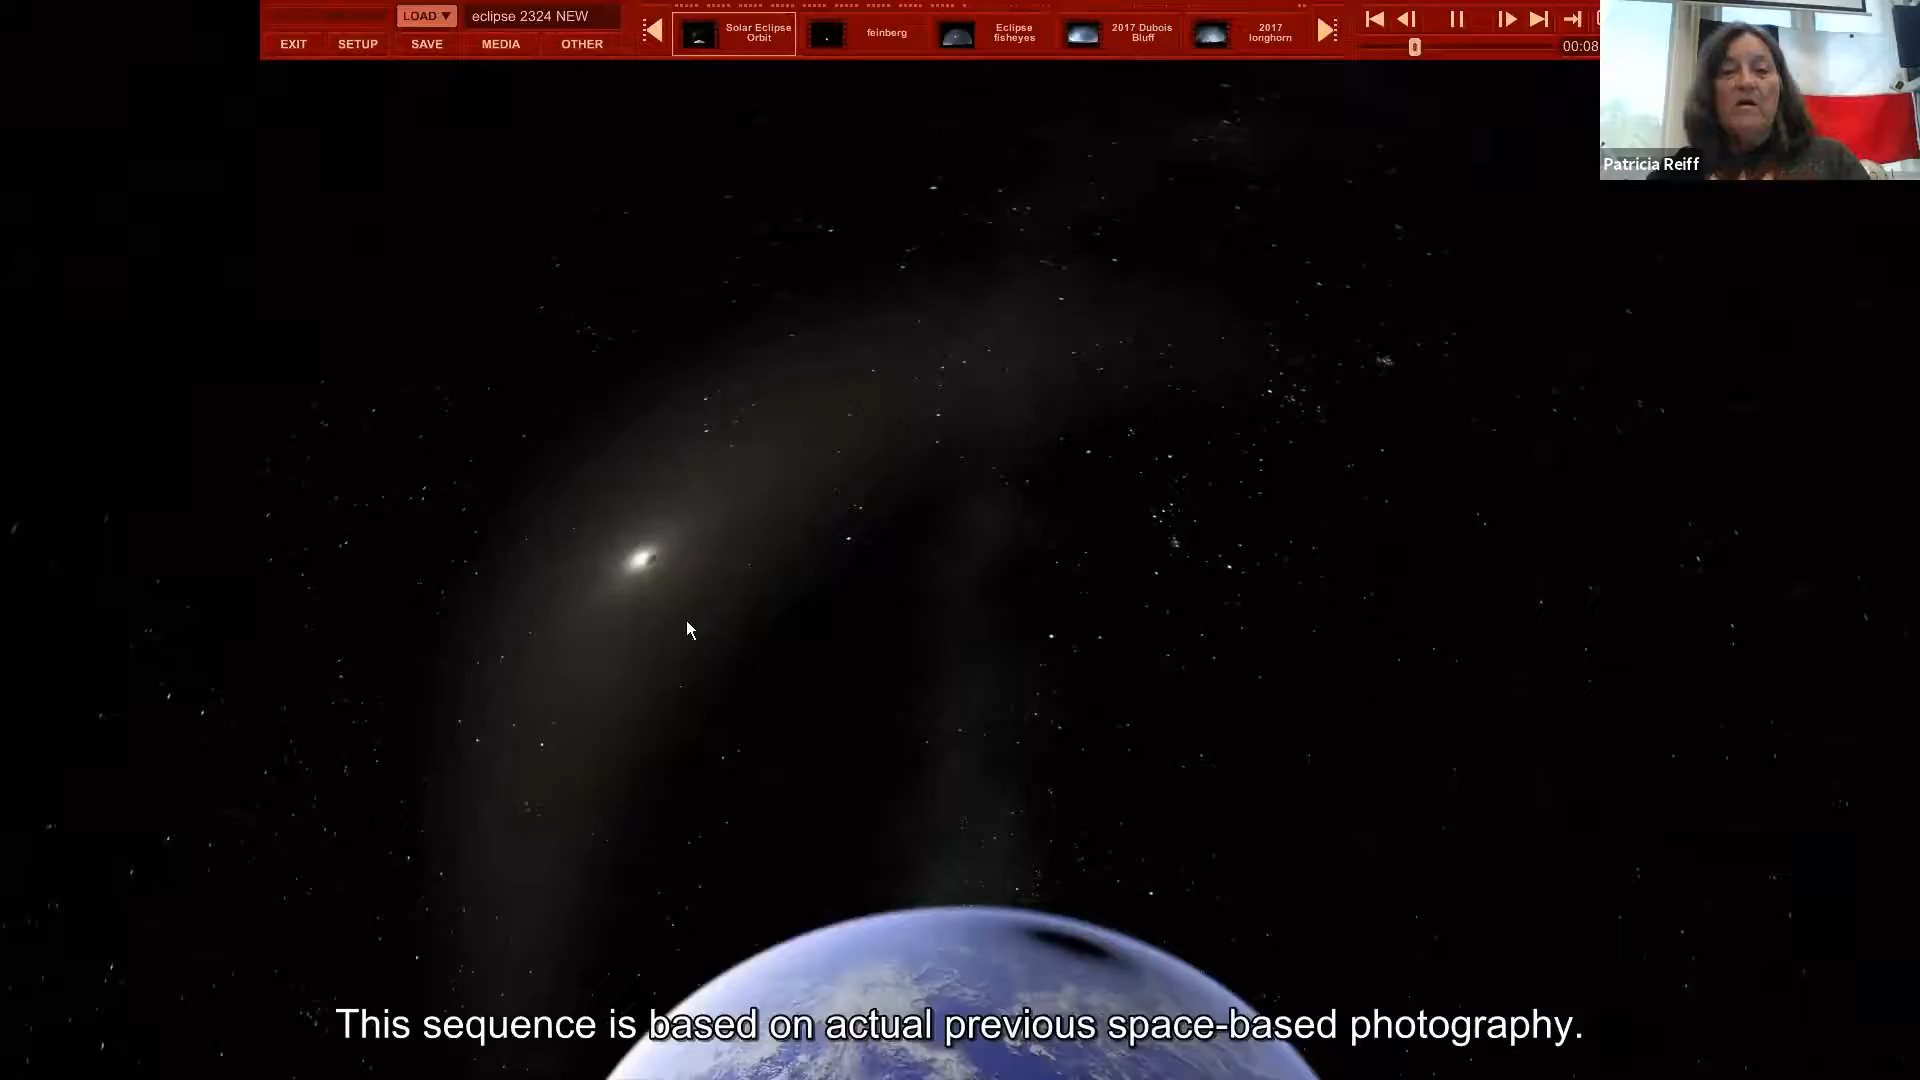 LOAD ▼ eclipse 2324 NEW
EXIT SETUP SAVE MEDIA OTHER
Solar Eclipse
Orbit
feinberg
Eclipse
fisheyes
2017 Dubois
Bluff
2017
longhorn
00:08
Patricia Reiff
This sequence is based on actual previous space-based photography.